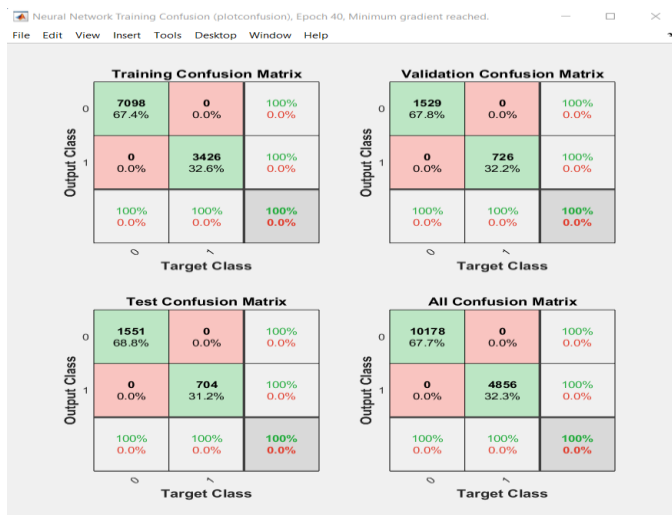 Neural Network Training Confusion (plotconfusion), Epoch 40, Minimum gradient reached.
File Edit View Insert Tools Desktop Window Help
Training Confusion Matrix
Output Class
0 7098 0 100%
67.4% 0.0% 0.0%
1 0 3426 100%
0.0% 32.6% 0.0%
100% 100% 100%
0.0% 0.0% 0.0%
0 1
Target Class
Validation Confusion Matrix
Output Class
0 1529 0 100%
67.8% 0.0% 0.0%
1 0 726 100%
0.0% 32.2% 0.0%
100% 100% 100%
0.0% 0.0% 0.0%
0 1
Target Class
Test Confusion Matrix
Output Class
0 1551 0 100%
68.8% 0.0% 0.0%
1 0 704 100%
0.0% 31.2% 0.0%
100% 100% 100%
0.0% 0.0% 0.0%
0 1
Target Class
All Confusion Matrix
Output Class
0 10178 0 100%
67.7% 0.0% 0.0%
1 0 4856 100%
0.0% 32.3% 0.0%
100% 100% 100%
0.0% 0.0% 0.0%
0 1
Target Class